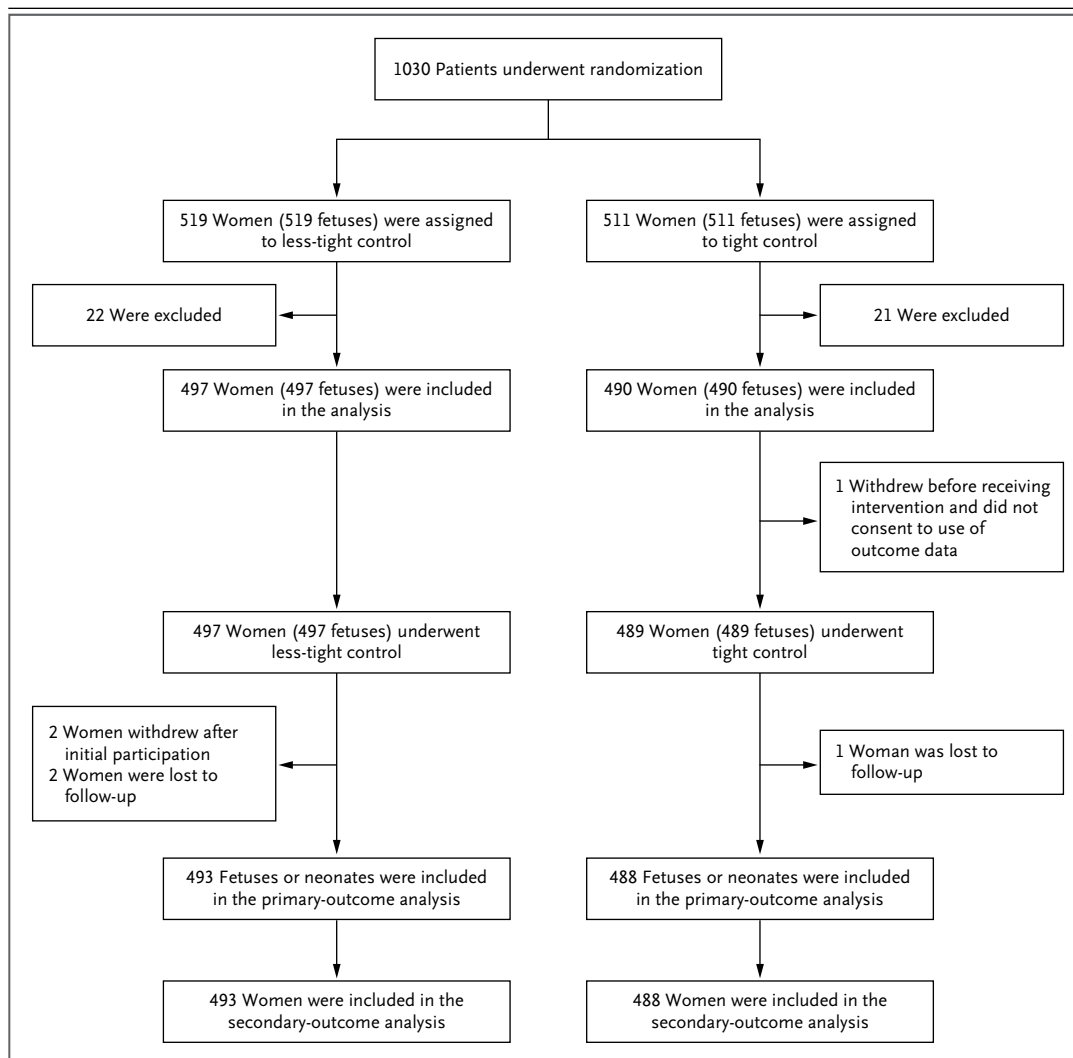 1030 Patients underwent randomization
519 Women (519 fetuses) were assigned
to less-tight control
511 Women (511 fetuses) were assigned
to tight control
22 Were excluded
21 Were excluded
497 Women (497 fetuses) were included
in the analysis
490 Women (490 fetuses) were included
in the analysis
1 Withdrew before receiving
intervention and did not
consent to use of
outcome data
497 Women (497 fetuses) underwent
less-tight control
489 Women (489 fetuses) underwent
tight control
2 Women withdrew after
initial participation
2 Women were lost to
follow-up
1 Woman was lost to
follow-up
493 Fetuses or neonates were included
in the primary-outcome analysis
488 Fetuses or neonates were included
in the primary-outcome analysis
493 Women were included in the
secondary-outcome analysis
488 Women were included in the
secondary-outcome analysis